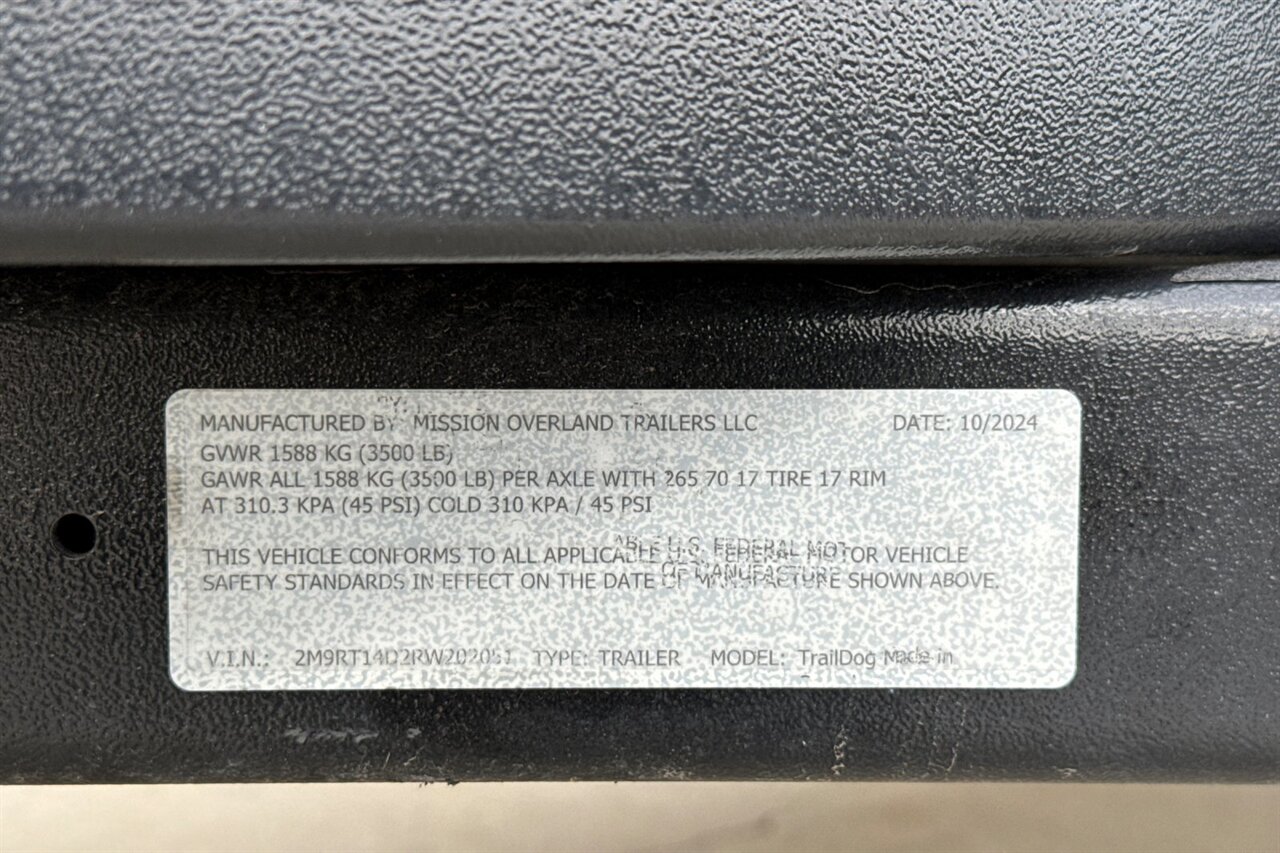 MANUFACTURED BY: MISSION OVERLAND TRAILERS LLC DATE: 10/2024
GVWR 1588 KG (3500 LB)
GAWR ALL 1588 KG (3500 LB) PER AXLE WITH 265 70 17 TIRE 17 RIM
AT 310.3 KPA (45 PSI) COLD 310 KPA / 45 PSI
THIS VEHICLE CONFORMS TO ALL APPLICABLE U.S. FEDERAL MOTOR VEHICLE
SAFETY STANDARDS IN EFFECT ON THE DATE OF MANUFACTURE SHOWN ABOVE.
V.I.N.: 2M9RT14D2RW202051 TYPE: TRAILER MODEL: TrailDog Made in